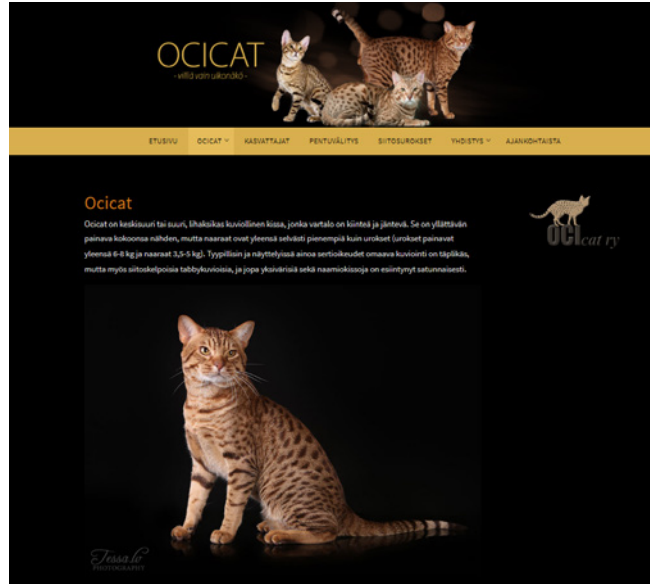 OCICAT
- villiä vain ulkonäkö -
ETUSIVU OCICAT KASVATTAJAT PENTUVÄLITYS SIITOSUROKSET YHDISTYS AJANKOHTAISTA
Ocicat
Ocicat on keskisuuri tai suuri, lihaksikas kuviollinen kissa, jonka vartalo on kiinteä ja jäntevä. Se on yllättävän
painava kokoonsa nähden, mutta naaraat ovat yleensä selvästi pienempiä kuin urokset (urokset painavat
yleensä 6-8 kg ja naaraat 3,5-5 kg). Tyypillisin ja näyttelyissä ainoa sertioikeudet omaava kuviointi on täplikäs,
mutta myös siitoskelpoisia tabbykuvioisia, ja jopa yksivärisiä sekä naamiokissoja on esiintynyt satunnaisesti.
OCIcat ry
Tessa.lv
PHOTOGRAPHY